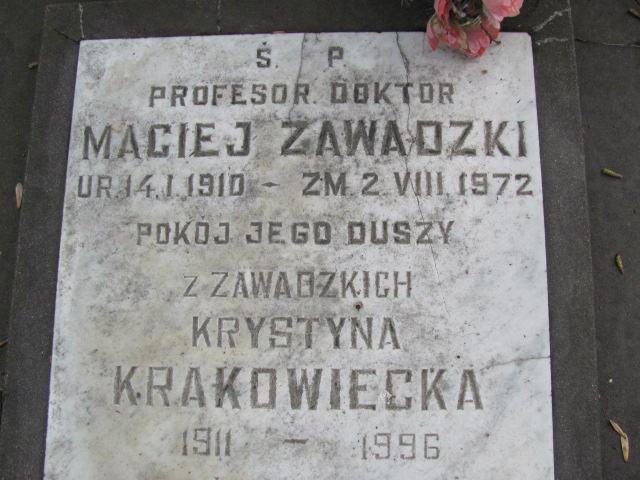 Ś. P.
PROFESOR. DOKTOR
MACIEJ ZAWADZKI
UR. 14. I. 1910 - ZM. 2. VIII. 1972
POKÓJ JEGO DUSZY
Z ZAWADZKICH
KRYSTYNA
KRAKOWIECKA
1911 - 1996